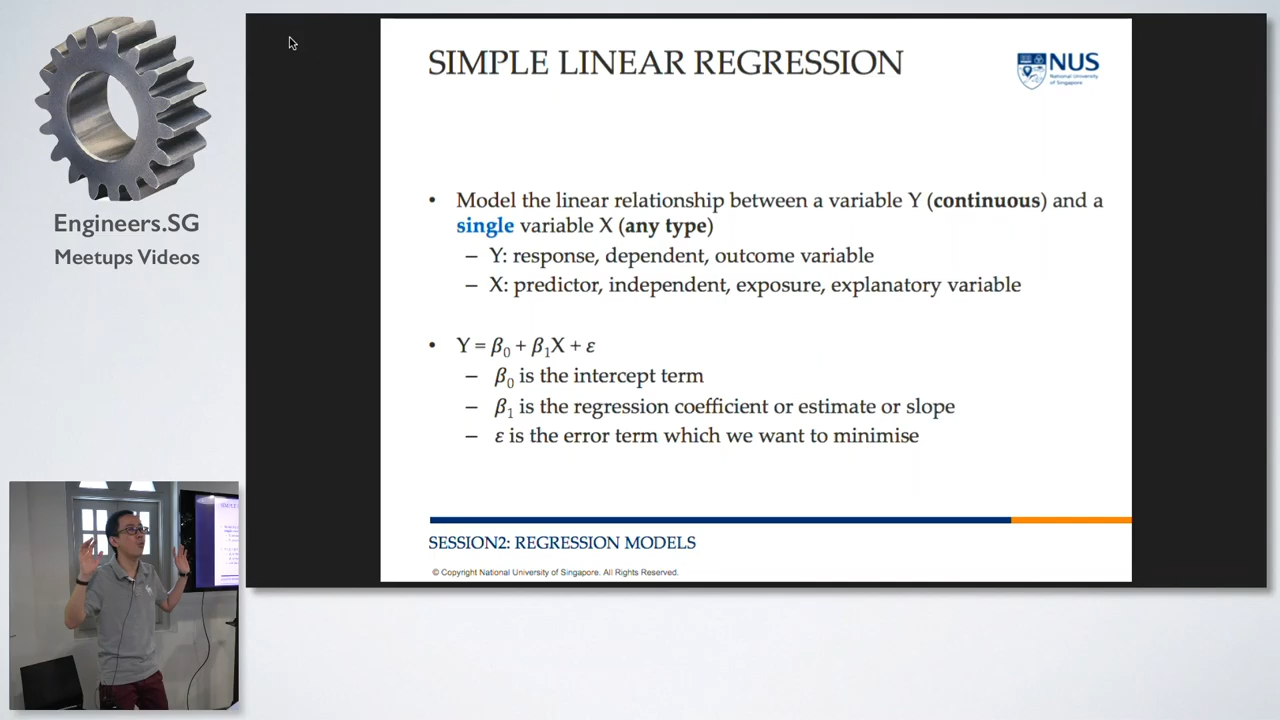 Engineers.SG
Meetups Videos
SIMPLE LINEAR REGRESSION
NUS
National University
of Singapore
• Model the linear relationship between a variable Y (continuous) and a
single variable X (any type)
– Y: response, dependent, outcome variable
– X: predictor, independent, exposure, explanatory variable
• Y = β₀ + β₁X + ε
– β₀ is the intercept term
– β₁ is the regression coefficient or estimate or slope
– ε is the error term which we want to minimise
SESSION2: REGRESSION MODELS
© Copyright National University of Singapore. All Rights Reserved.